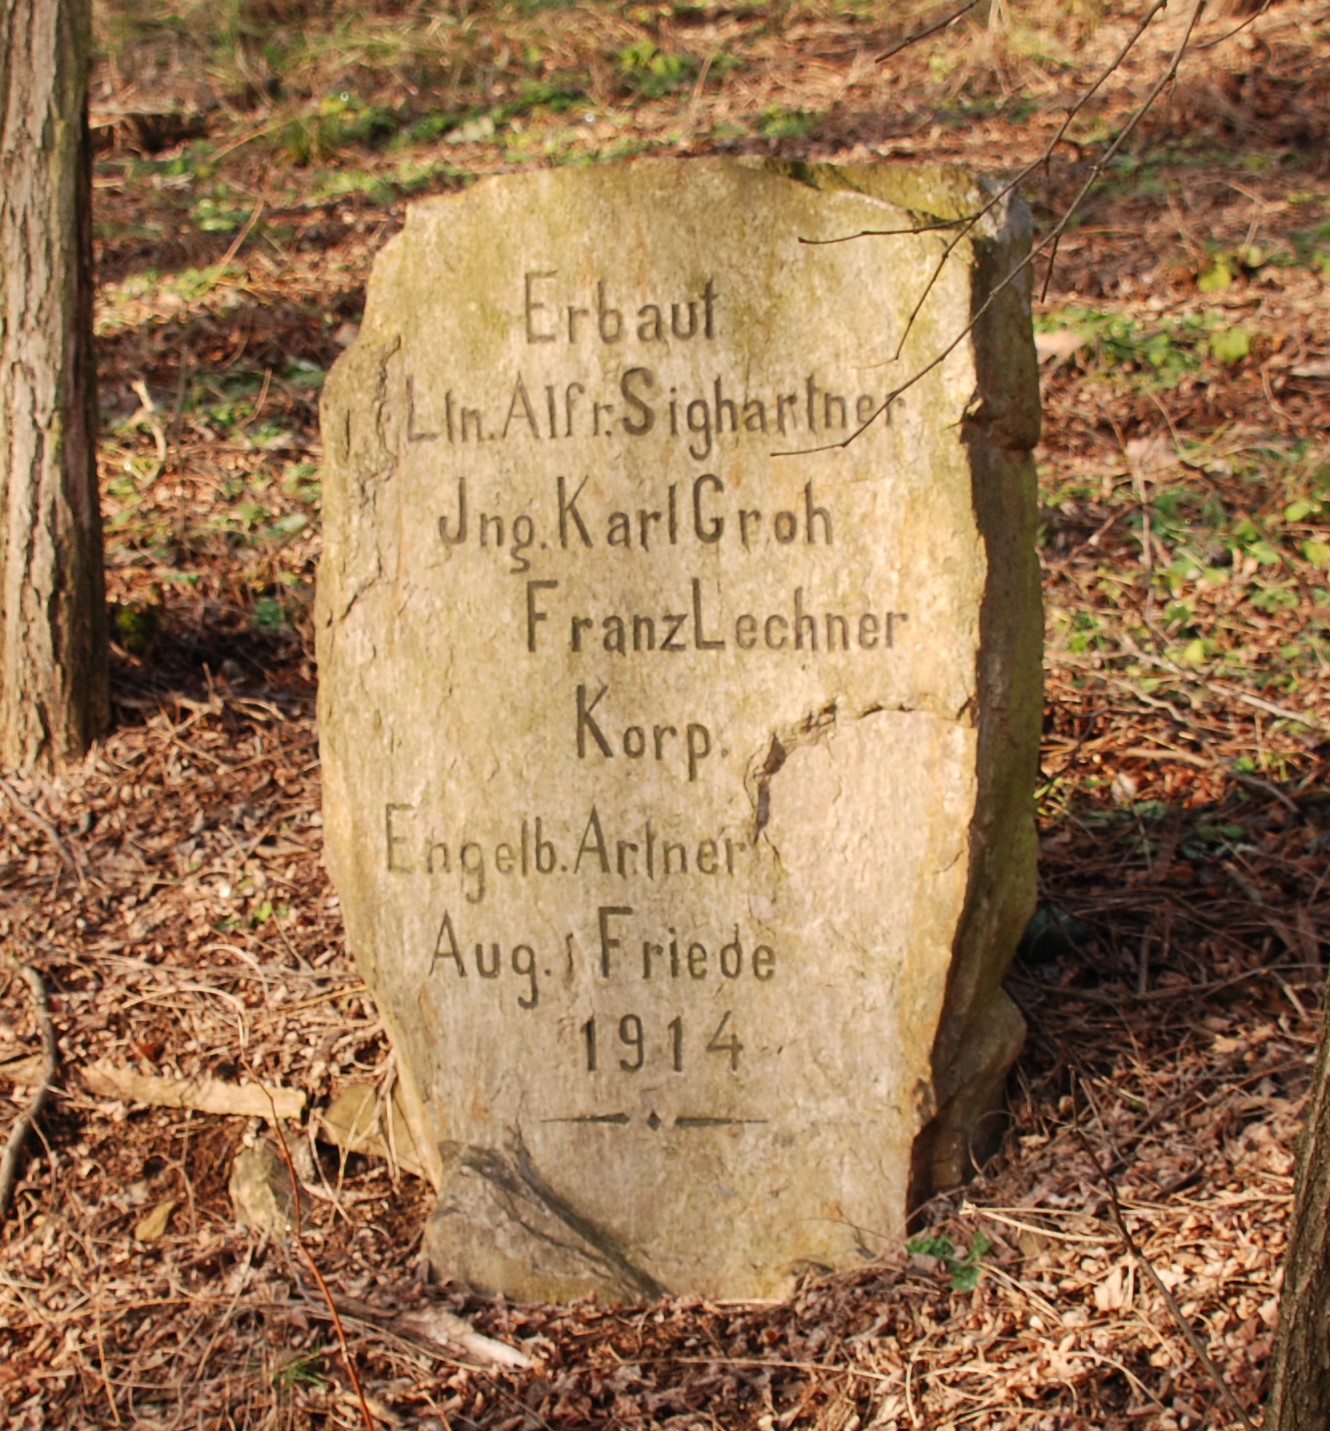 Erbaut
Ltn. Alfr. Sighartner
Jng. Karl Groh
Franz Lechner
Korp.
Engelb. Artner
Aug. Friede
1914